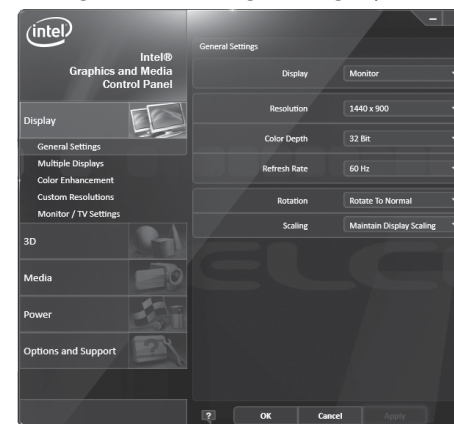 intel
Intel®
Graphics and Media
Control Panel
Display
General Settings
Multiple Displays
Color Enhancement
Custom Resolutions
Monitor / TV Settings
3D
Media
Power
Options and Support
General Settings
Display Monitor
Resolution 1440 x 900
Color Depth 32 Bit
Refresh Rate 60 Hz
Rotation Rotate To Normal
Scaling Maintain Display Scaling
?
OK Cancel Apply